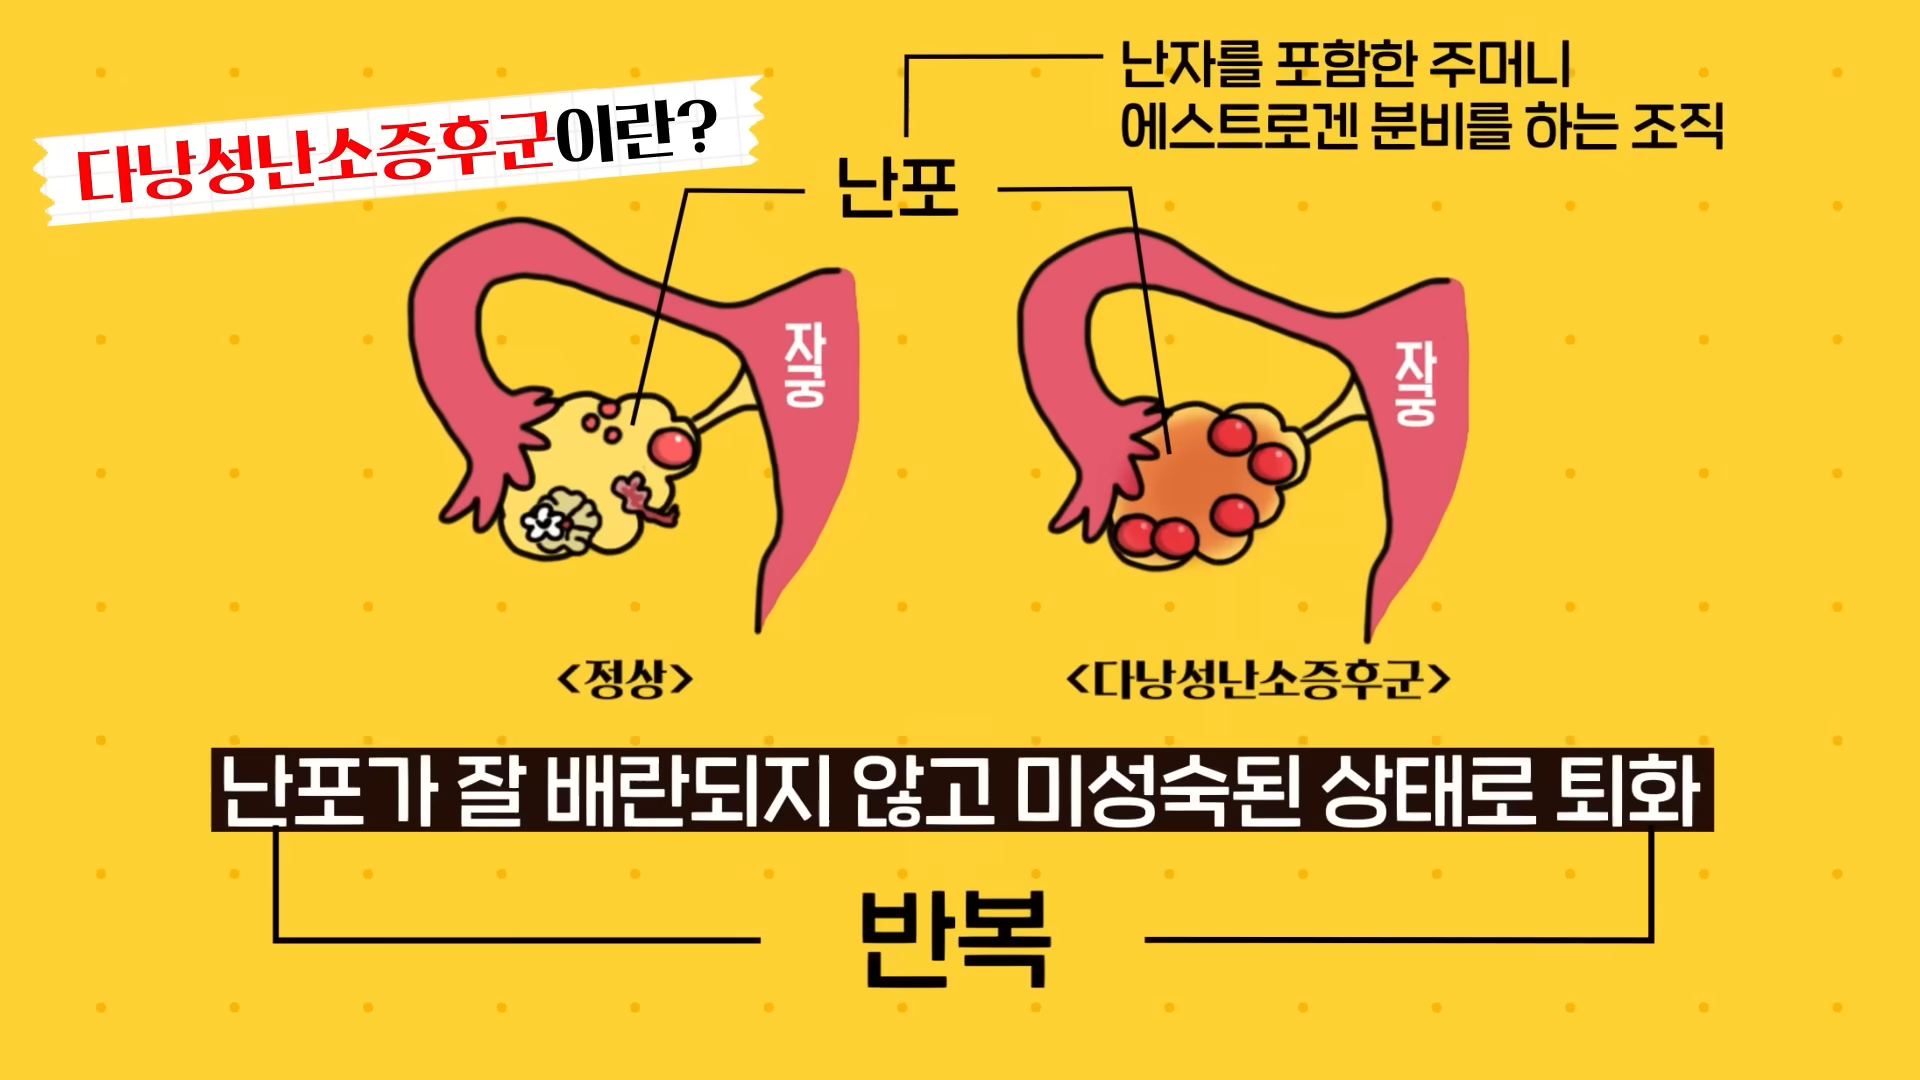 다낭성난소증후군이란?
난자를 포함한 주머니
에스트로겐 분비를 하는 조직
난포
자궁
자궁
<정상>
<다낭성난소증후군>
난포가 잘 배란되지 않고 미성숙된 상태로 퇴화
반복